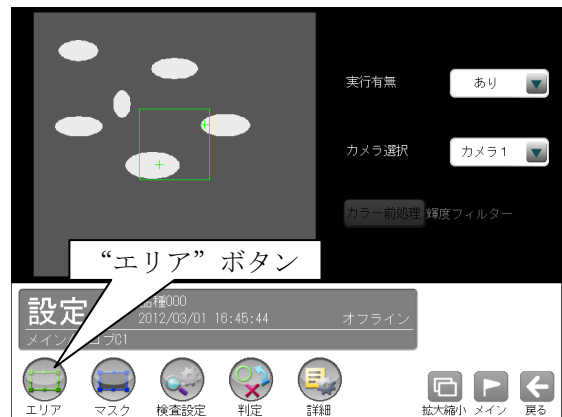 実行有無 あり
カメラ選択 カメラ1
カラー前処理 輝度フィルター
“エリア”ボタン
設定
品種000
2012/03/01 16:45:44 オフライン
メイン
ブC1
エリア マスク 検査設定 判定 詳細 拡大縮小 メイン 戻る